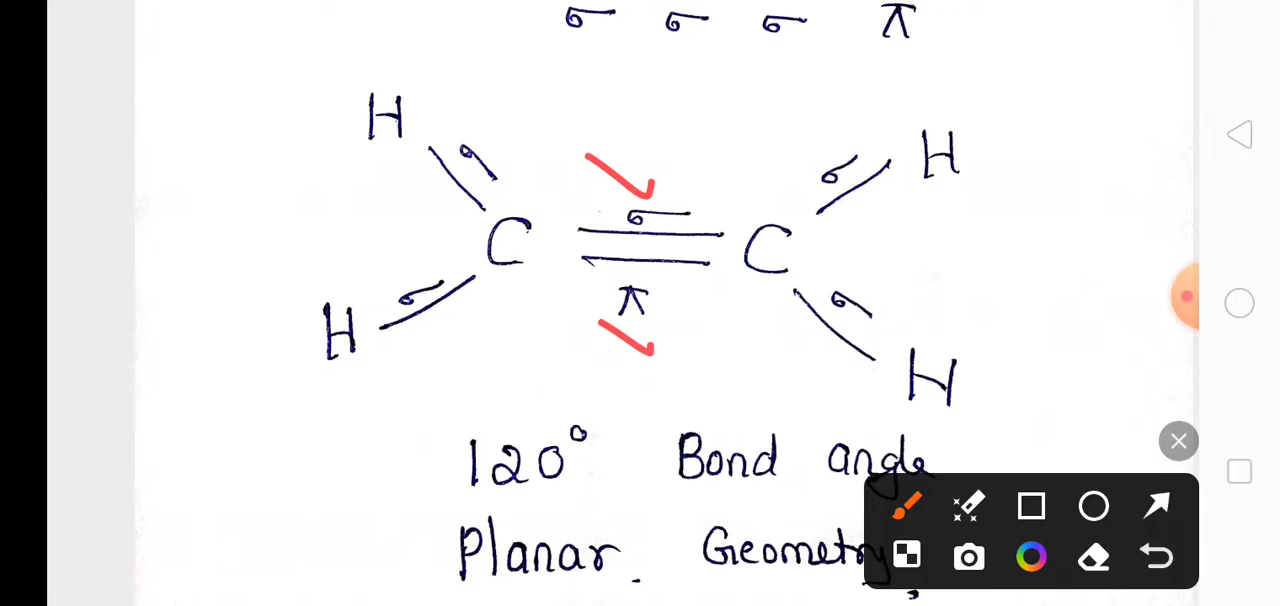 σ σ σ π
H σ σ H
σ
C C
π
H σ σ H
120° Bond angle
Planar Geometry